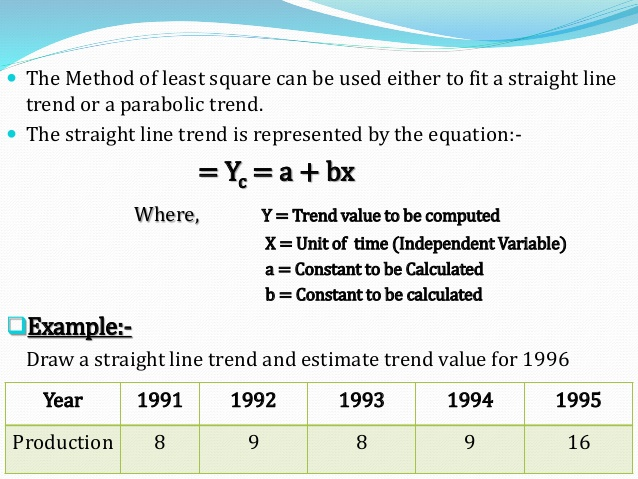 The Method of least square can be used either to fit a straight line
trend or a parabolic trend.
The straight line trend is represented by the equation:-
= Yc = a + bx
Where, Y = Trend value to be computed
X = Unit of time (Independent Variable)
a = Constant to be Calculated
b = Constant to be calculated
Example:-
Draw a straight line trend and estimate trend value for 1996
Year 1991 1992 1993 1994 1995
Production 8 9 8 9 16